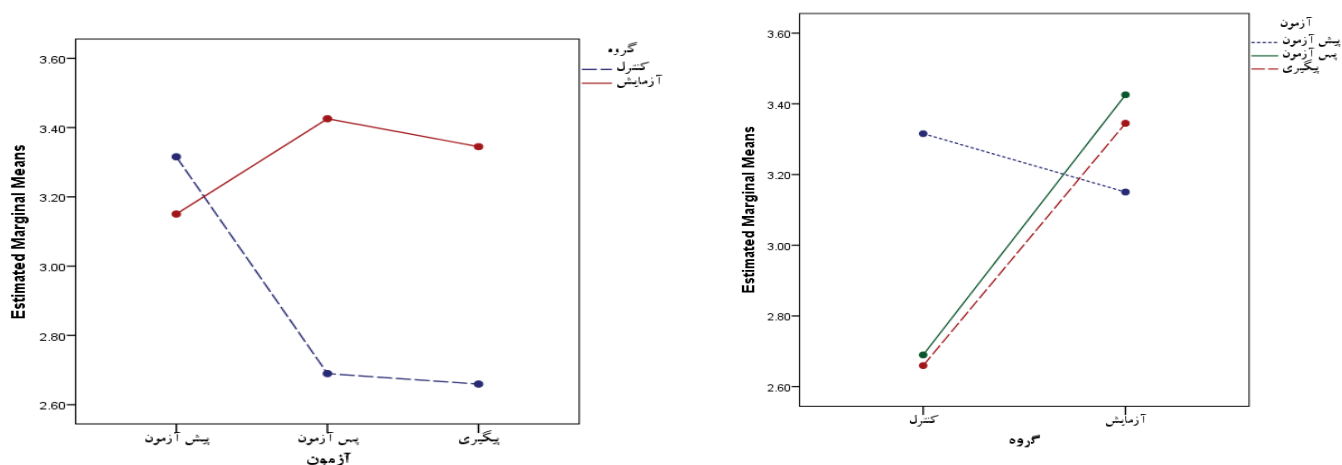 گروه
کنترل
آزمایش
3.60
3.40
3.20
3.00
2.80
2.60
Estimated Marginal Means
پیش آزمون
پس آزمون
پیگیری
آزمون
آزمون
پیش آزمون
پس آزمون
پیگیری
3.60
3.40
3.20
3.00
2.80
2.60
Estimated Marginal Means
کنترل
آزمایش
گروه